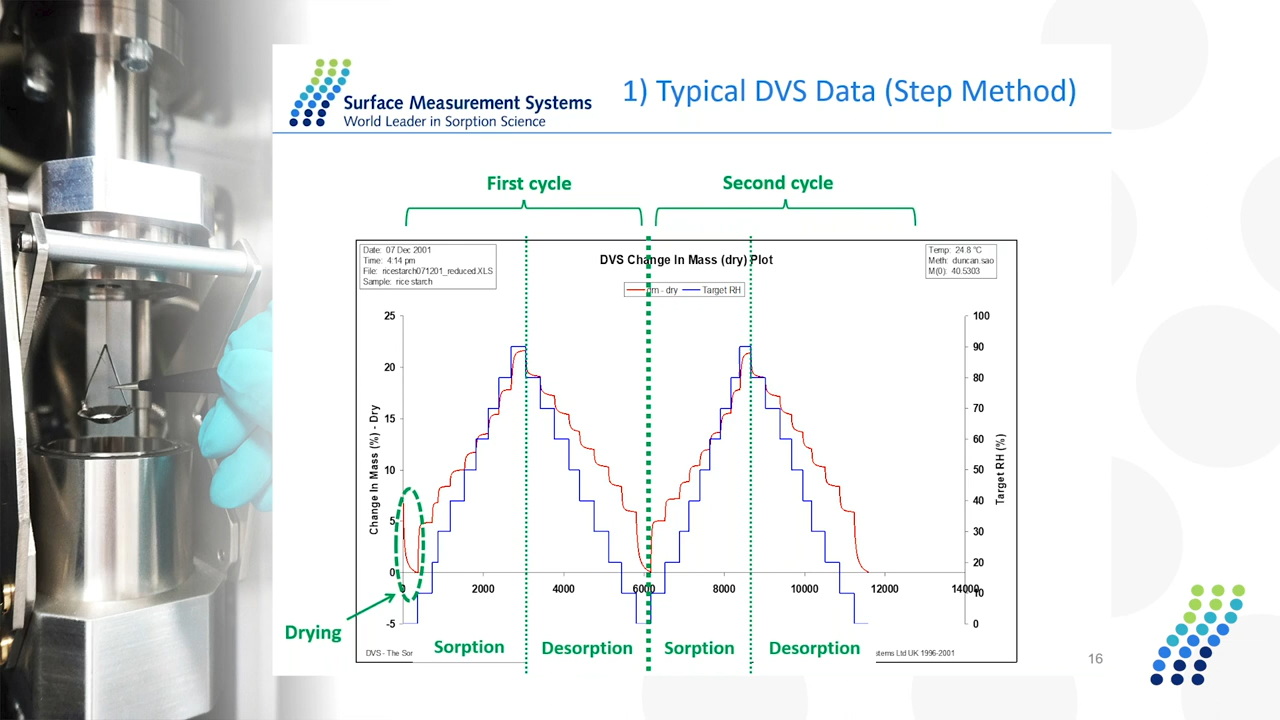 Surface Measurement Systems
World Leader in Sorption Science
1) Typical DVS Data (Step Method)
First cycle
Second cycle
Date: 07 Dec 2001
Time: 4:14 pm
File: ricestarch071201_reduced.XLS
Sample: rice starch
DVS Change In Mass (dry) Plot
Temp: 24.8 °C
Meth: duncan.sao
M(0): 40.5303
dm - dry
Target RH
25
20
15
10
5
0
-5
Change In Mass (%) - Dry
100
90
80
70
60
50
40
30
20
10
0
Target RH (%)
0
2000
4000
6000
8000
10000
12000
14000
Drying
Sorption
Desorption
Sorption
Desorption
DVS - The Sor
stems Ltd UK 1996-2001
16